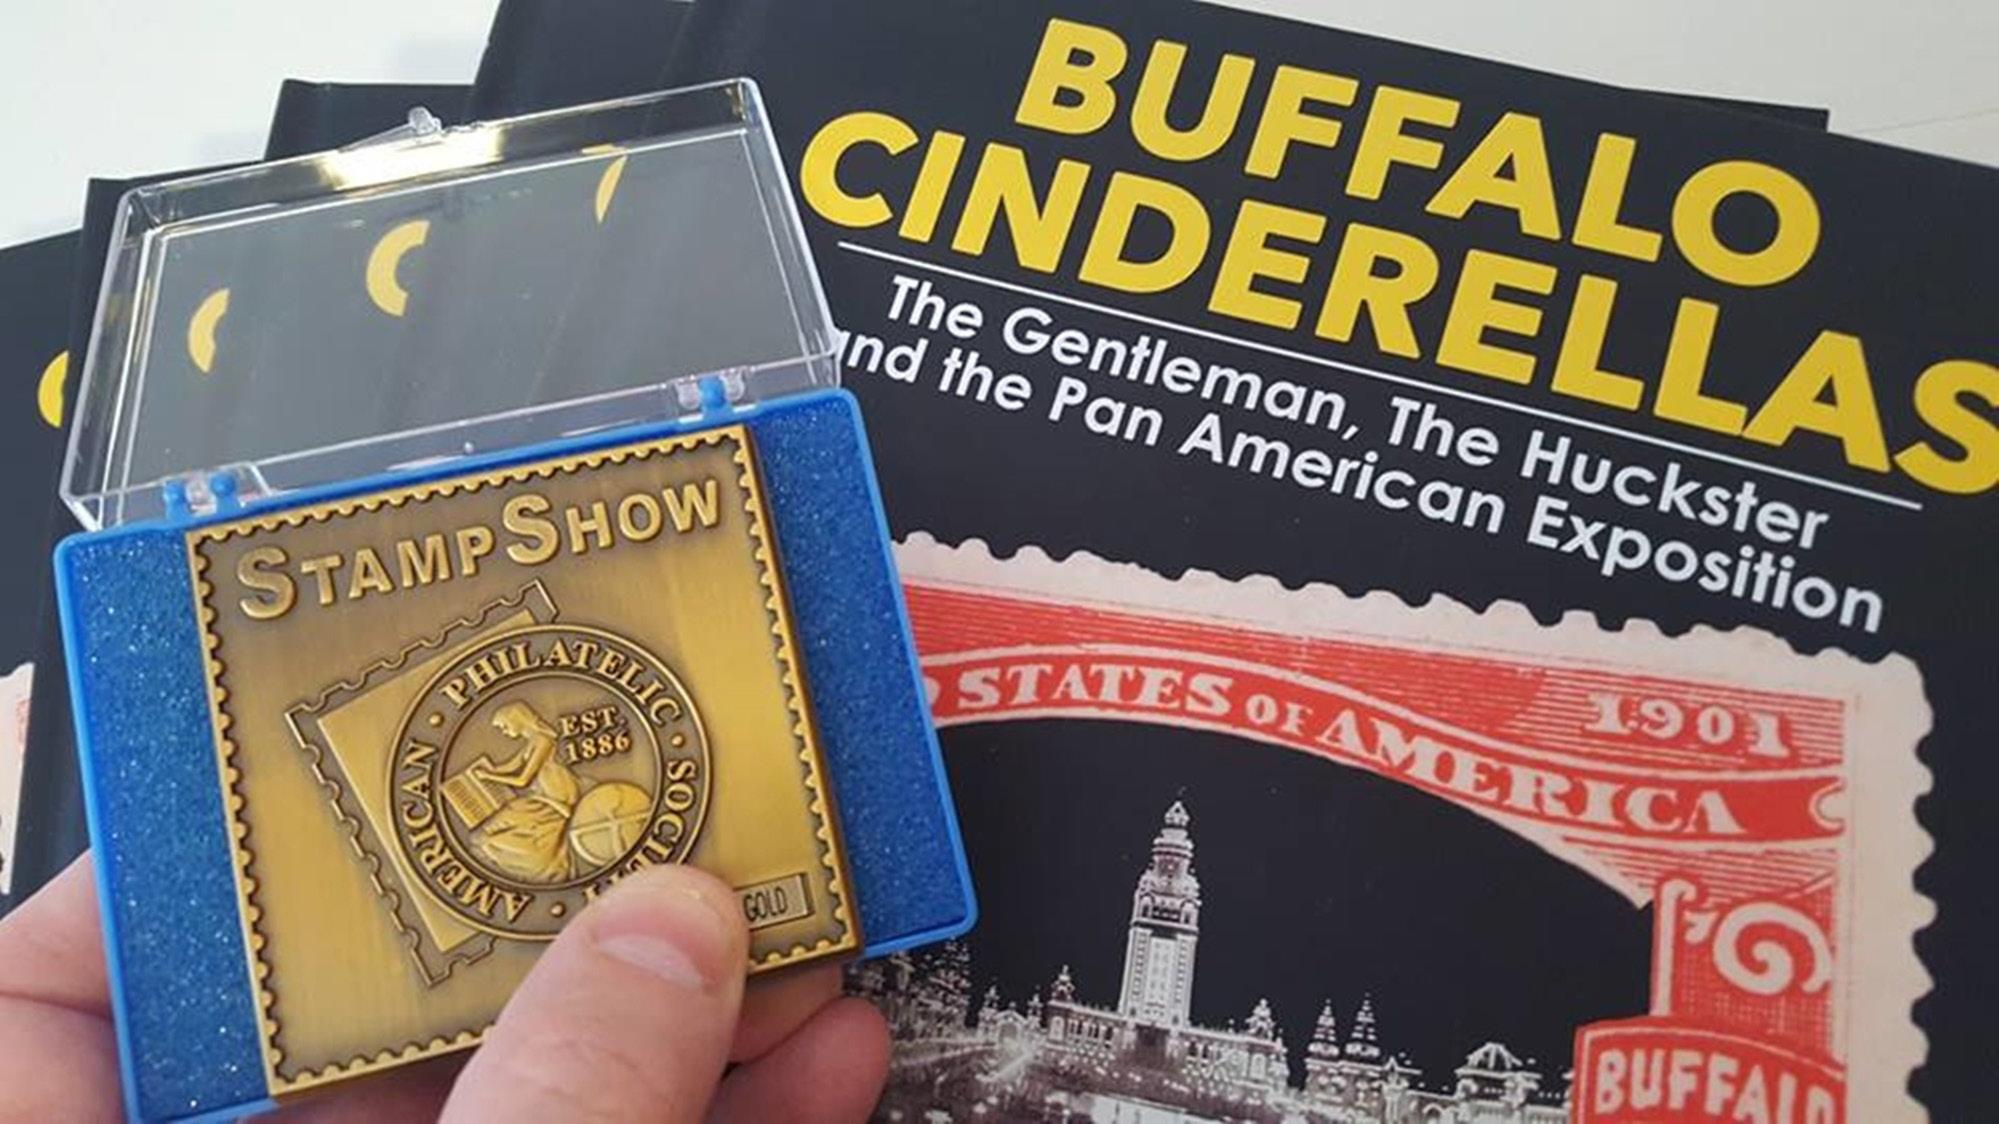 BUFFALO
CINDERELLAS
The Gentleman, The Huckster
and the Pan American Exposition
STATES OF AMERICA
1901
BUFFALO
STAMPSHOW
AMERICAN • PHILATELIC • SOCIETY •
EST.
1886
GOLD